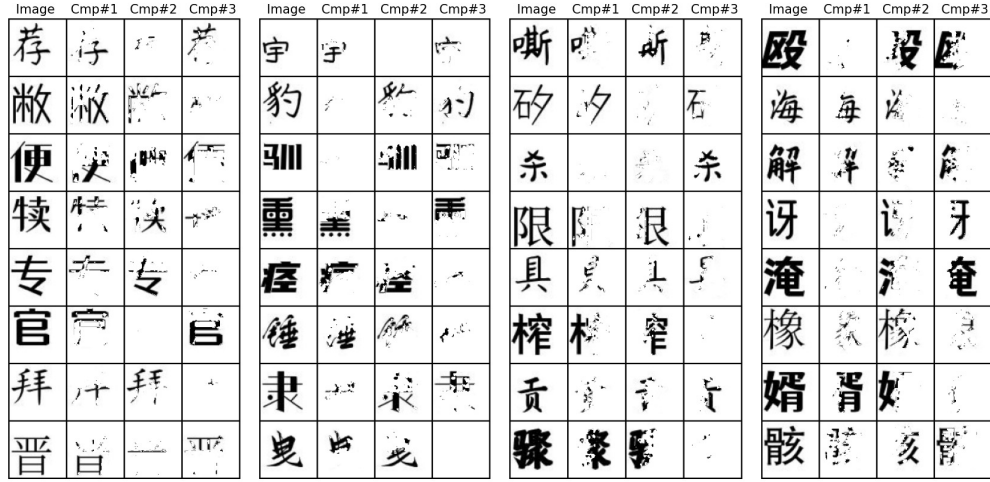 Image Cmp#1 Cmp#2 Cmp#3 Image Cmp#1 Cmp#2 Cmp#3 Image Cmp#1 Cmp#2 Cmp#3 Image Cmp#1 Cmp#2 Cmp#3
荐 宇 嘶 殴
敝 豹 矽 海
便 驯 杀 解
犊 熏 限 讶
专 痉 具 淹
官 锤 榨 橡
拜 隶 贡 婿
晋 曳 骤 骸